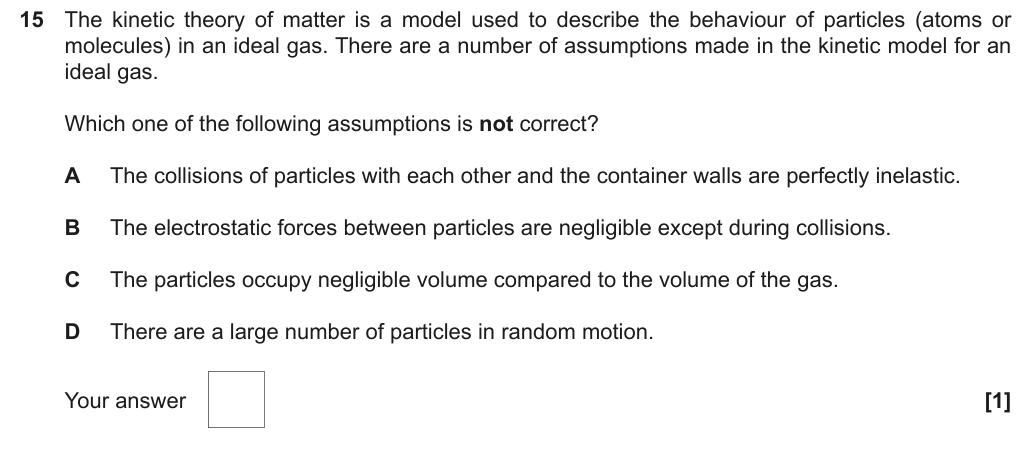 15 The kinetic theory of matter is a model used to describe the behaviour of particles (atoms or
molecules) in an ideal gas. There are a number of assumptions made in the kinetic model for an
ideal gas.
Which one of the following assumptions is not correct?
A The collisions of particles with each other and the container walls are perfectly inelastic.
B The electrostatic forces between particles are negligible except during collisions.
C The particles occupy negligible volume compared to the volume of the gas.
D There are a large number of particles in random motion.
Your answer [1]